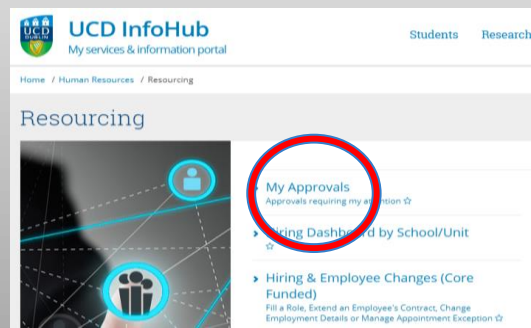 UCD
DUBLIN
UCD InfoHub
My services & information portal
Students Research
Home / Human Resources / Resourcing
Resourcing
My Approvals
Approvals requiring my attention
Hiring Dashboard by School/Unit
Hiring & Employee Changes (Core
Funded)
Fill a Role, Extend an Employee's Contract, Change
Employment Details or Manage Appointment Exception